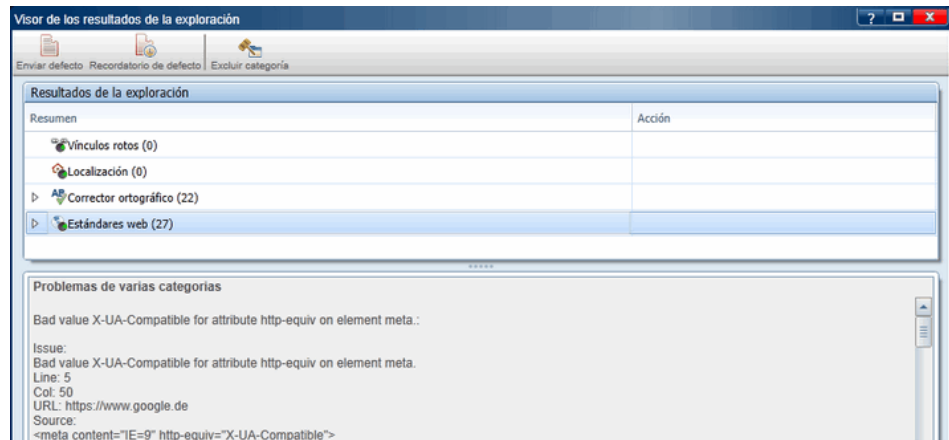 Visor de los resultados de la exploración
Enviar defecto Recordatorio de defecto Excluir categoría
Resultados de la exploración
Resumen Acción
Vínculos rotos (0)
Localización (0)
Corrector ortográfico (22)
Estándares web (27)
Problemas de varias categorias
Bad value X-UA-Compatible for attribute http-equiv on element meta.:
Issue:
Bad value X-UA-Compatible for attribute http-equiv on element meta.
Line: 5
Col: 50
URL: https://www.google.de
Source:
<meta content="IE=9" http-equiv="X-UA-Compatible">